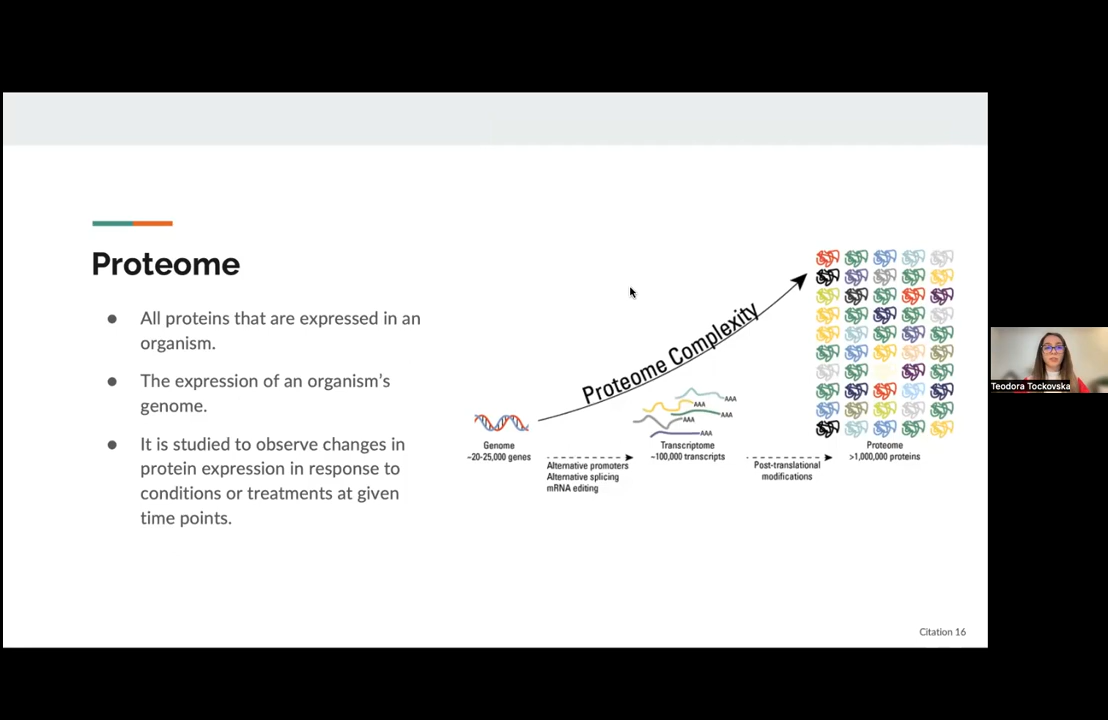 Proteome
● All proteins that are expressed in an
organism.
● The expression of an organism's
genome.
● It is studied to observe changes in
protein expression in response to
conditions or treatments at given
time points.
Proteome Complexity
AAA
AAA
AAA
AAA
AAA
Genome
~20-25,000 genes
Alternative promoters
Alternative splicing
mRNA editing
Transcriptome
~100,000 transcripts
Post-translational
modifications
Proteome
>1,000,000 proteins
Citation 16
Teodora Tockovska